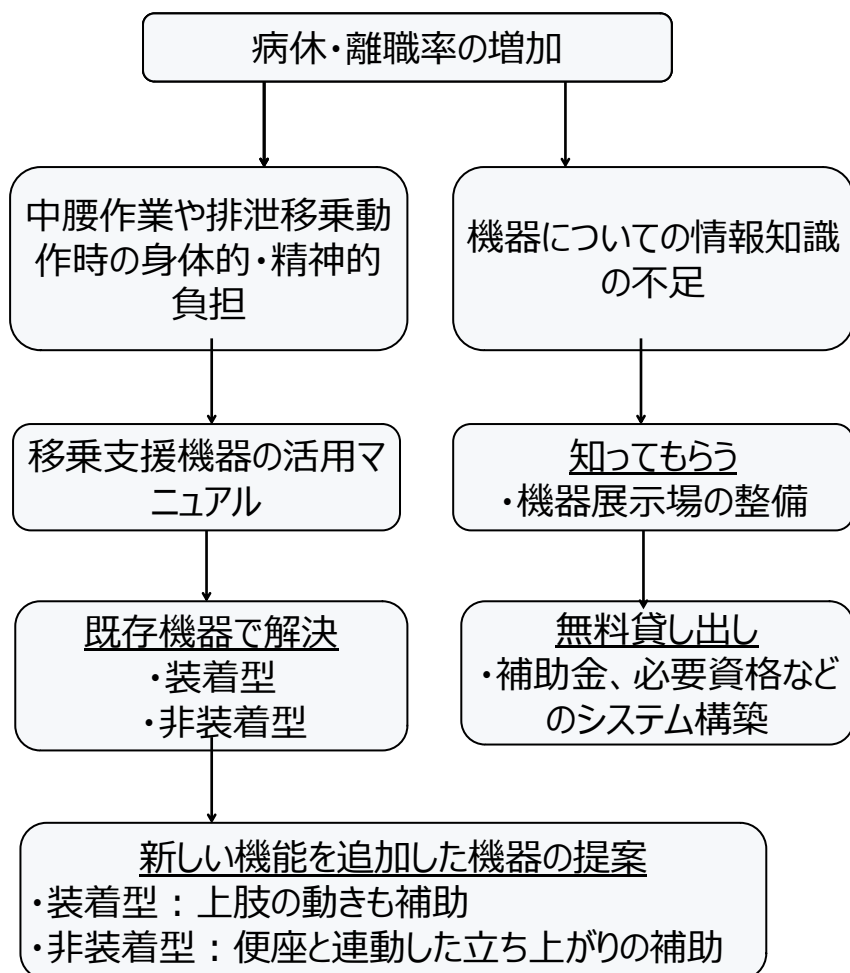 病休・離職率の増加
中腰作業や排泄移乗動
作時の身体的・精神的
負担
機器についての情報知識
の不足
移乗支援機器の活用マ
ニュアル
知ってもらう
・機器展示場の整備
既存機器で解決
・装着型
・非装着型
無料貸し出し
・補助金、必要資格など
のシステム構築
新しい機能を追加した機器の提案
・装着型：上肢の動きも補助
・非装着型：便座と連動した立ち上がりの補助